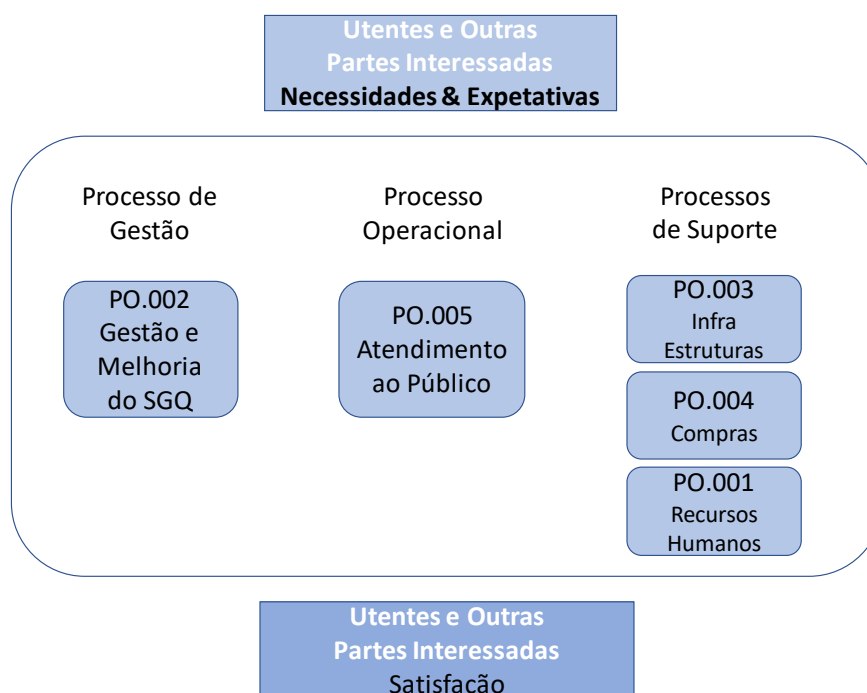 Utentes e Outras
Partes Interessadas
Necessidades & Expetativas
Processo de
Gestão
PO.002
Gestão e
Melhoria
do SGQ
Processo
Operacional
PO.005
Atendimento
ao Público
Processos
de Suporte
PO.003
Infra
Estruturas
PO.004
Compras
PO.001
Recursos
Humanos
Utentes e Outras
Partes Interessadas
Satisfação